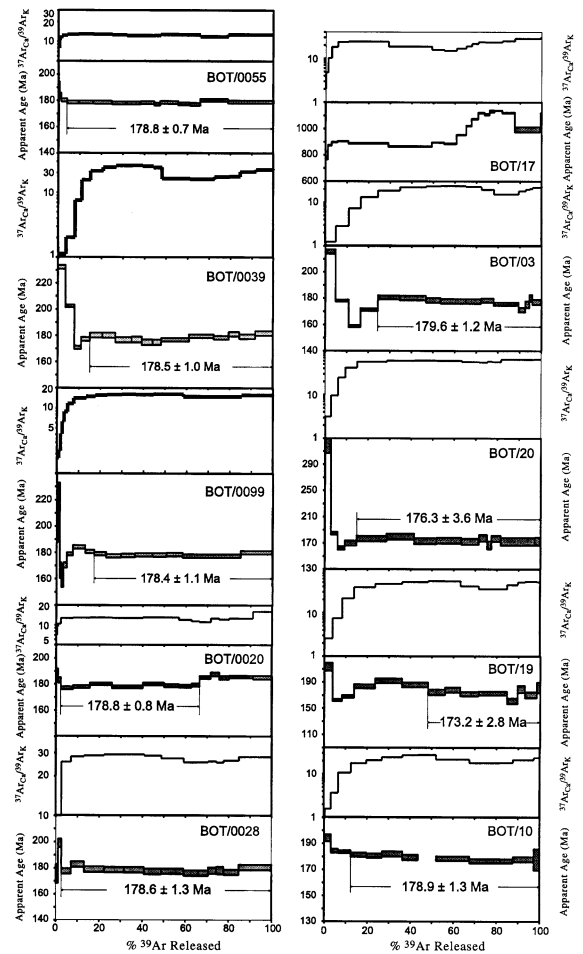 ³⁷Ar_Ca/³⁹Ar_K
30
20
10
Apparent Age (Ma)
200
180
160
140
BOT/0055
178.8 ± 0.7 Ma
³⁷Ar_Ca/³⁹Ar_K
30
10
1
Apparent Age (Ma)
220
200
180
160
BOT/0039
178.5 ± 1.0 Ma
³⁷Ar_Ca/³⁹Ar_K
20
10
5
Apparent Age (Ma)
220
200
180
160
BOT/0099
178.4 ± 1.1 Ma
³⁷Ar_Ca/³⁹Ar_K
20
10
5
Apparent Age (Ma)
200
180
160
BOT/0020
178.8 ± 0.8 Ma
³⁷Ar_Ca/³⁹Ar_K
30
20
10
Apparent Age (Ma)
200
180
160
140
BOT/0028
178.6 ± 1.3 Ma
0 20 40 60 80 100
% ³⁹Ar Released
³⁷Ar_Ca/³⁹Ar_K
10
1
Apparent Age (Ma)
1000
800
600
BOT/17
³⁷Ar_Ca/³⁹Ar_K
10
1
Apparent Age (Ma)
200
180
160
140
BOT/03
179.6 ± 1.2 Ma
³⁷Ar_Ca/³⁹Ar_K
10
1
Apparent Age (Ma)
290
250
210
170
130
BOT/20
176.3 ± 3.6 Ma
³⁷Ar_Ca/³⁹Ar_K
10
1
Apparent Age (Ma)
190
150
110
BOT/19
173.2 ± 2.8 Ma
³⁷Ar_Ca/³⁹Ar_K
10
1
Apparent Age (Ma)
190
170
150
130
BOT/10
178.9 ± 1.3 Ma
0 20 40 60 80 100
% ³⁹Ar Released